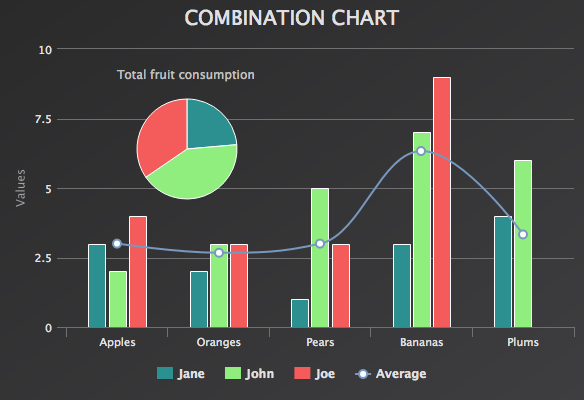 COMBINATION CHART
Total fruit consumption
Values
10
7.5
5
2.5
0
Apples Oranges Pears Bananas Plums
Jane John Joe Average